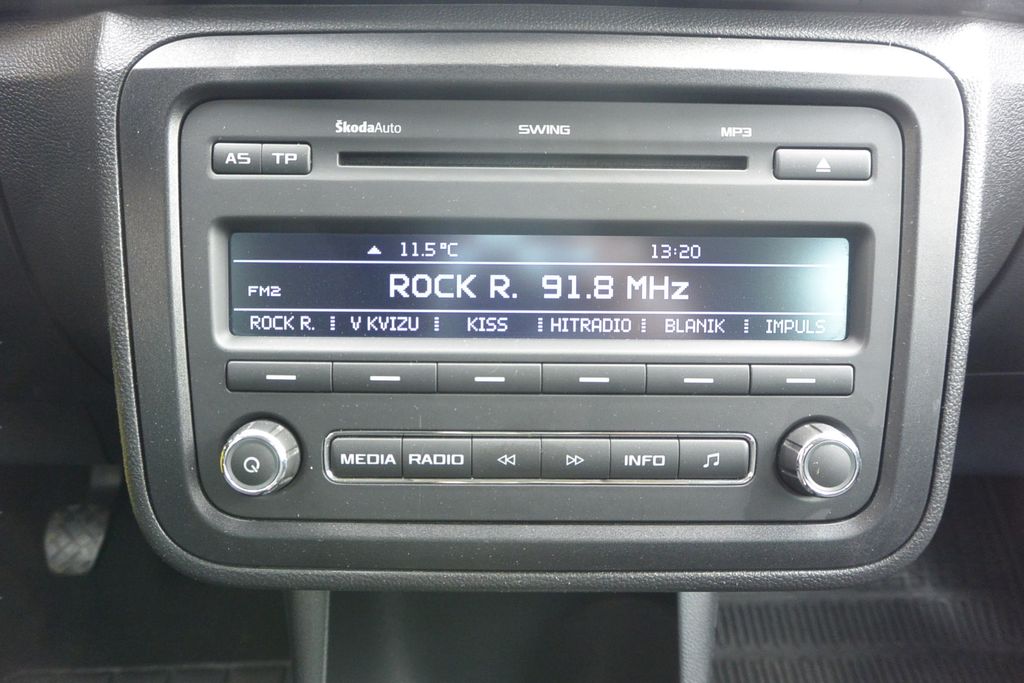 ŠkodaAuto SWING MP3
AS TP
11.5°C 13:20
FM2 ROCK R. 91.8 MHz
ROCK R. V KVIZU KISS HITRADIO BLANIK IMPULS
MEDIA RADIO INFO